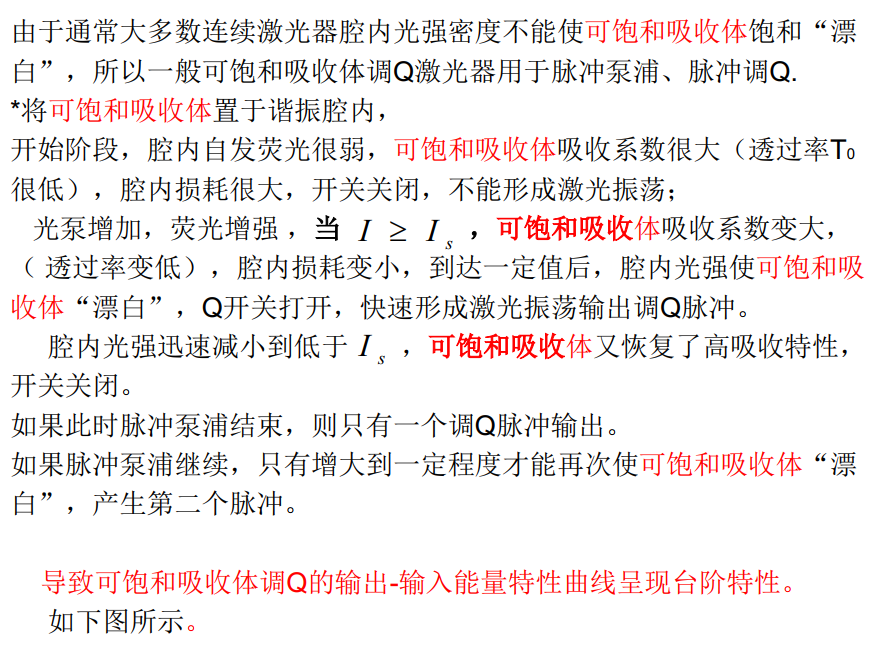 由于通常大多数连续激光器腔内光强密度不能使可饱和吸收体饱和“漂
白”，所以一般可饱和吸收体调Q激光器用于脉冲泵浦、脉冲调Q.
*将可饱和吸收体置于谐振腔内，
开始阶段，腔内自发荧光很弱，可饱和吸收体吸收系数很大（透过率T₀
很低），腔内损耗很大，开关关闭，不能形成激光振荡；
光泵增加，荧光增强 ，当 I ≥ I s ，可饱和吸收体吸收系数变大，
（ 透过率变低），腔内损耗变小，到达一定值后，腔内光强使可饱和吸
收体“漂白”，Q开关打开，快速形成激光振荡输出调Q脉冲。
腔内光强迅速减小到低于 I s ，可饱和吸收体又恢复了高吸收特性，
开关关闭。
如果此时脉冲泵浦结束，则只有一个调Q脉冲输出。
如果脉冲泵浦继续，只有增大到一定程度才能再次使可饱和吸收体“漂
白”，产生第二个脉冲。
导致可饱和吸收体调Q的输出-输入能量特性曲线呈现台阶特性。
如下图所示。